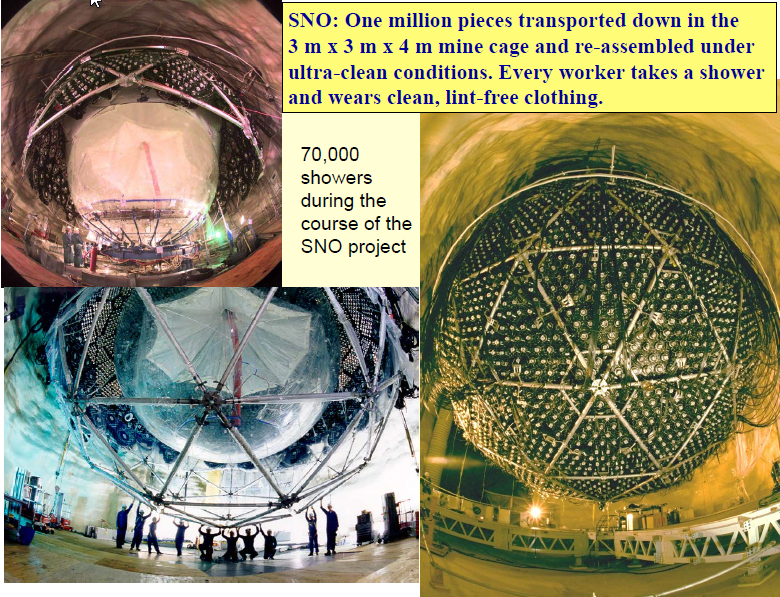 SNO: One million pieces transported down in the
3 m x 3 m x 4 m mine cage and re-assembled under
ultra-clean conditions. Every worker takes a shower
and wears clean, lint-free clothing.
70,000
showers
during the
course of the
SNO project